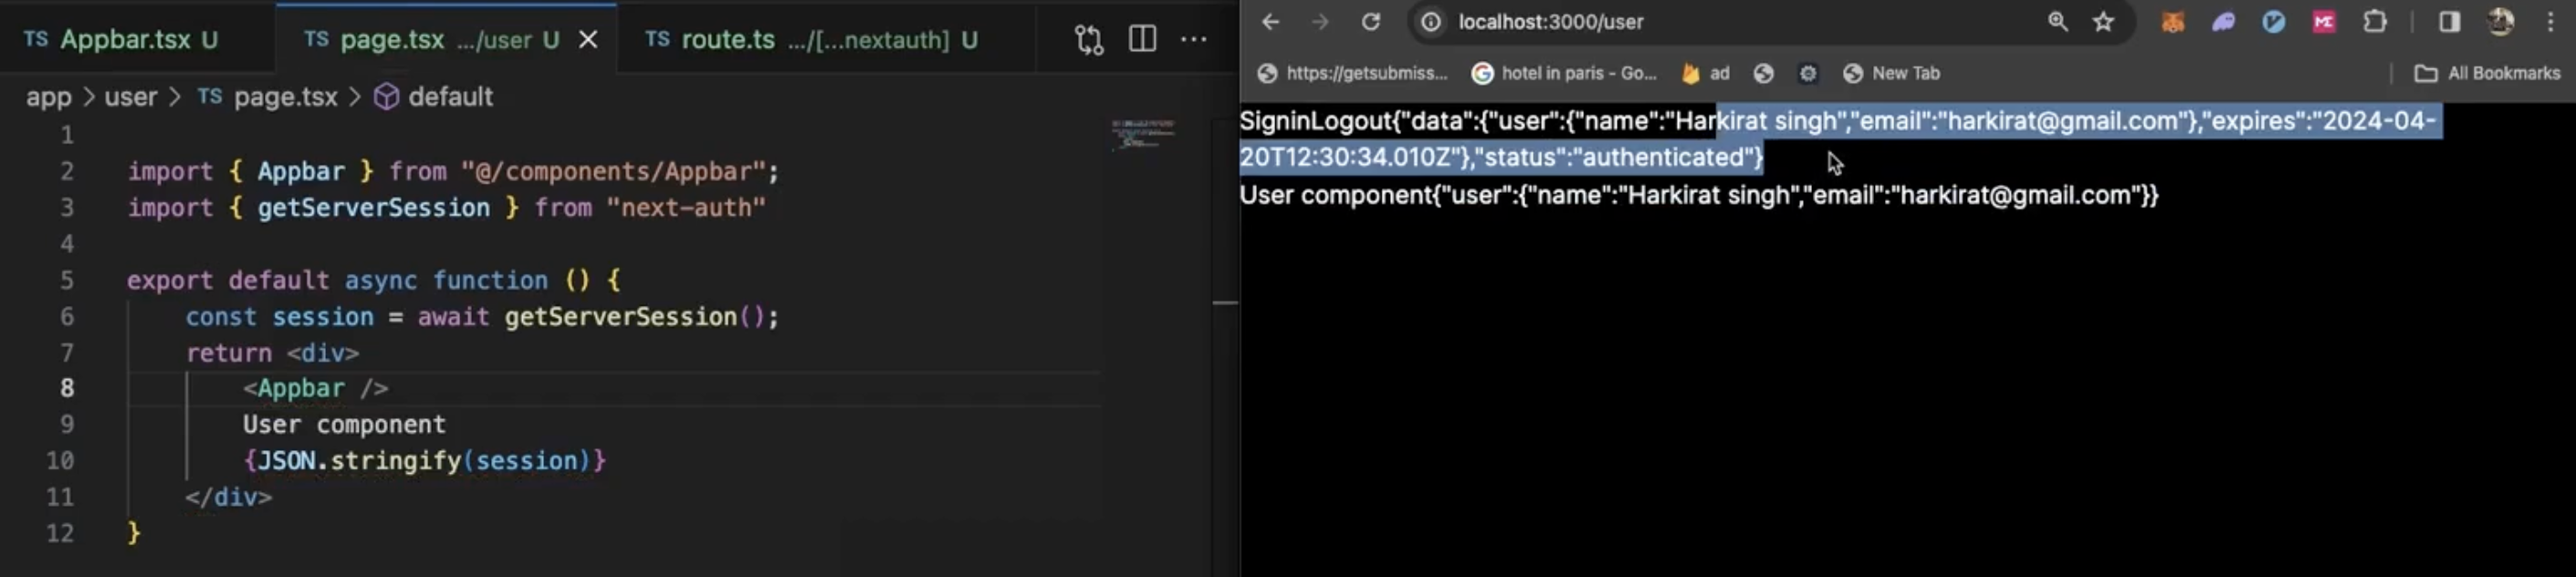 TS Appbar.tsx U
TS page.tsx .../user U
TS route.ts .../[...nextauth] U
app > user > TS page.tsx > default
1
2 import { Appbar } from "@/components/Appbar";
3 import { getServerSession } from "next-auth"
4
5 export default async function () {
6 const session = await getServerSession();
7 return <div>
8 <Appbar />
9 User component
10 {JSON.stringify(session)}
11 </div>
12 }
localhost:3000/user
https://getsubmiss... hotel in paris - Go... ad New Tab All Bookmarks
SigninLogout{"data":{"user":{"name":"Harkirat singh","email":"harkirat@gmail.com"},"expires":"2024-04-
20T12:30:34.010Z"},"status":"authenticated"}
User component{"user":{"name":"Harkirat singh","email":"harkirat@gmail.com"}}